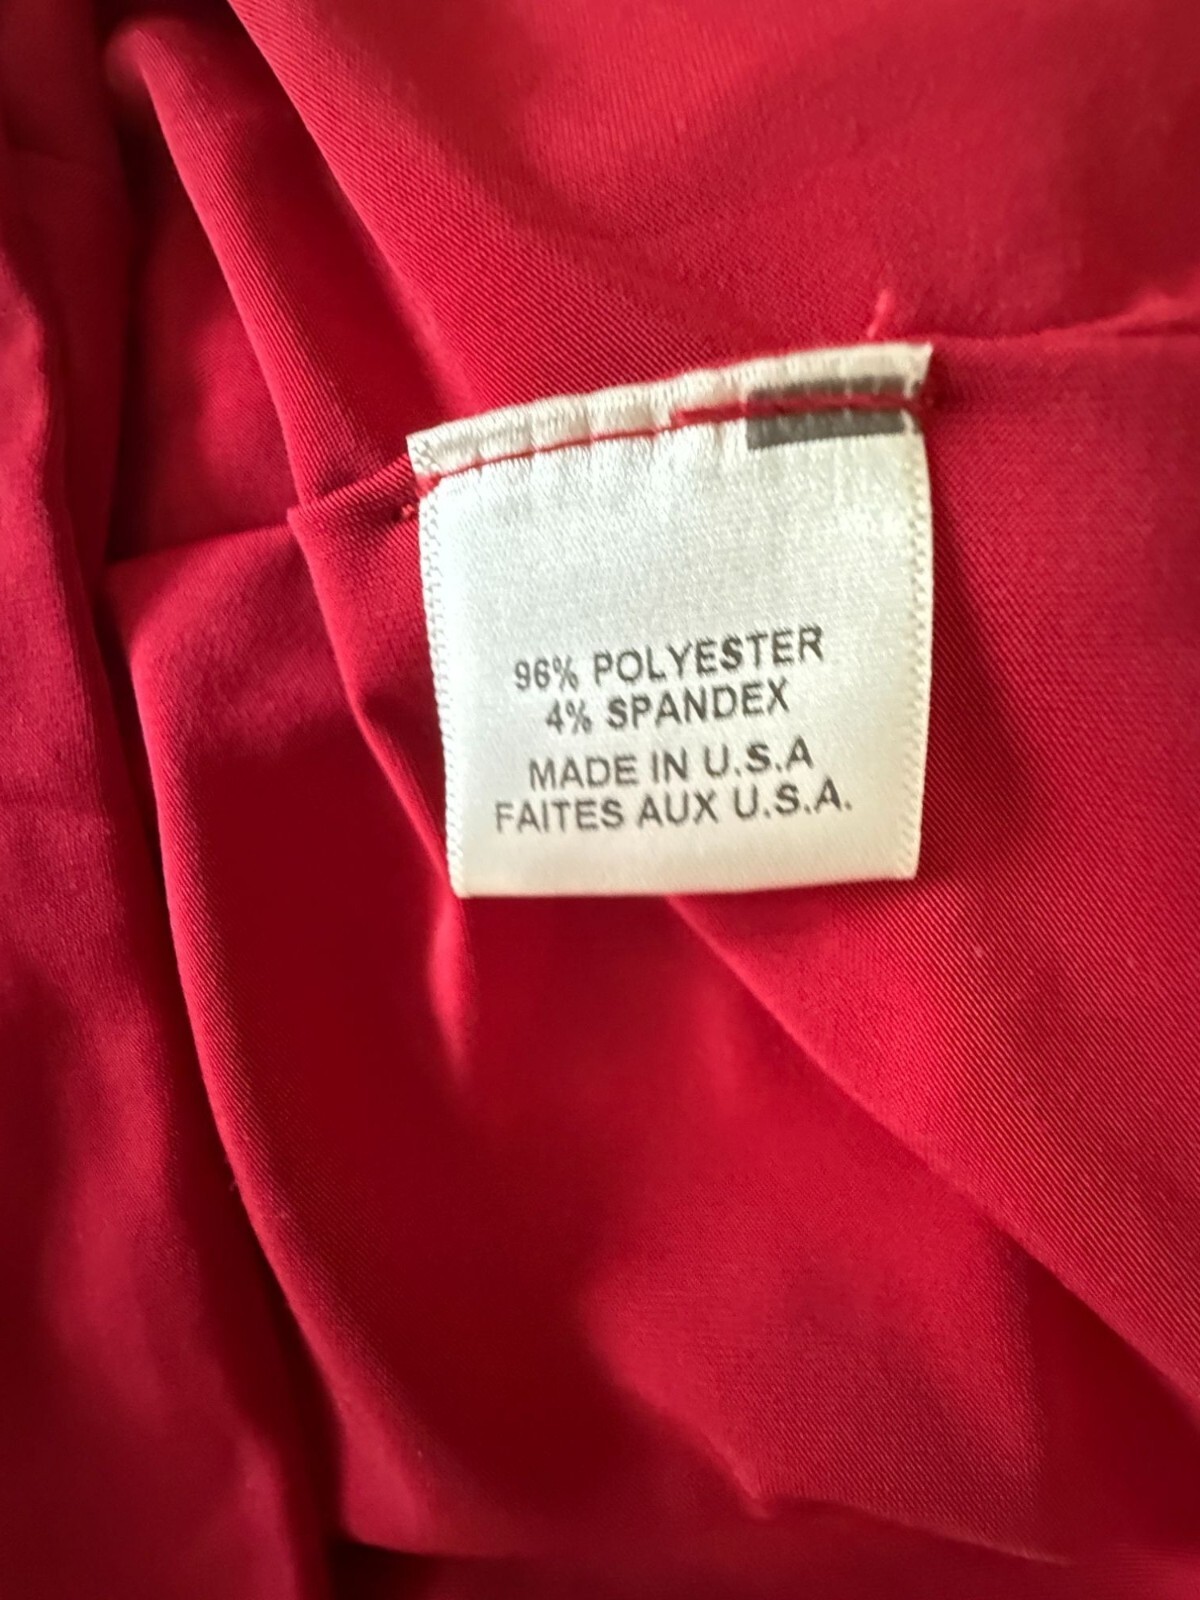 96% POLYESTER
4% SPANDEX
MADE IN U.S.A
FAITES AUX U.S.A.